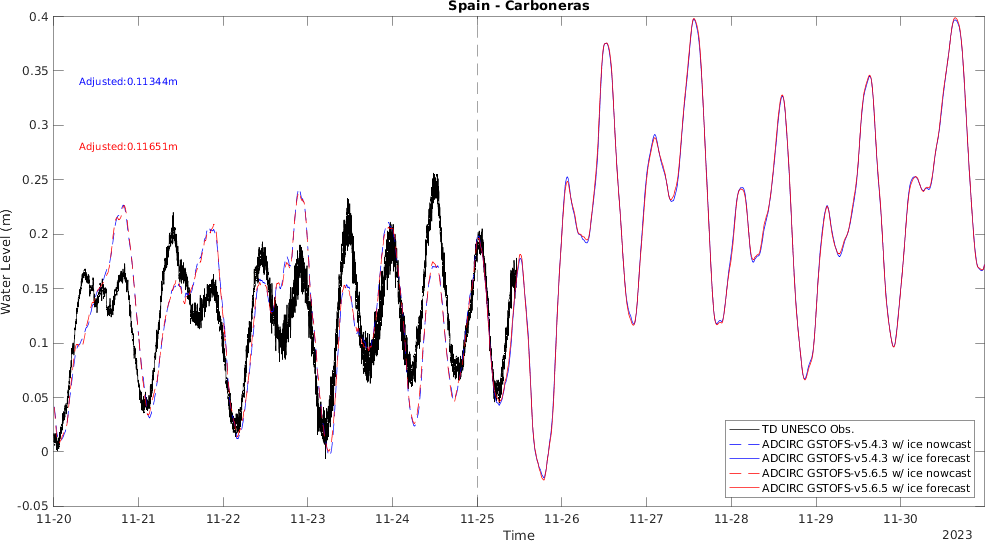 Spain - Carboneras
0.4
0.35
0.3
0.25
0.2
0.15
0.1
0.05
0
-0.05
Water Level (m)
Adjusted:0.11344m
Adjusted:0.11651m
TD UNESCO Obs.
ADCIRC GSTOFS-v5.4.3 w/ ice nowcast
ADCIRC GSTOFS-v5.4.3 w/ ice forecast
ADCIRC GSTOFS-v5.6.5 w/ ice nowcast
ADCIRC GSTOFS-v5.6.5 w/ ice forecast
11-20 11-21 11-22 11-23 11-24 11-25 11-26 11-27 11-28 11-29 11-30
Time
2023